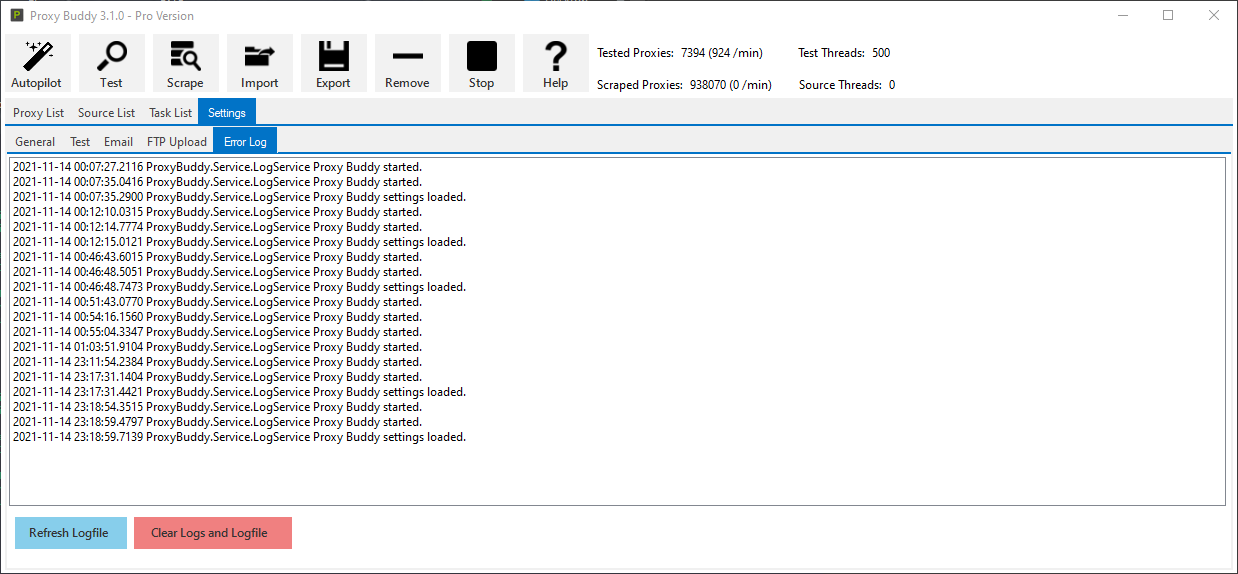 P Proxy Buddy 3.1.0 - Pro Version
Autopilot Test Scrape Import Export Remove Stop Help
Tested Proxies: 7394 (924 /min) Test Threads: 500
Scraped Proxies: 938070 (0 /min) Source Threads: 0
Proxy List Source List Task List Settings
General Test Email FTP Upload Error Log
2021-11-14 00:07:27.2116 ProxyBuddy.Service.LogService Proxy Buddy started.
2021-11-14 00:07:35.0416 ProxyBuddy.Service.LogService Proxy Buddy started.
2021-11-14 00:07:35.2900 ProxyBuddy.Service.LogService Proxy Buddy settings loaded.
2021-11-14 00:12:10.0315 ProxyBuddy.Service.LogService Proxy Buddy started.
2021-11-14 00:12:14.7774 ProxyBuddy.Service.LogService Proxy Buddy started.
2021-11-14 00:12:15.0121 ProxyBuddy.Service.LogService Proxy Buddy settings loaded.
2021-11-14 00:46:43.6015 ProxyBuddy.Service.LogService Proxy Buddy started.
2021-11-14 00:46:48.5051 ProxyBuddy.Service.LogService Proxy Buddy started.
2021-11-14 00:46:48.7473 ProxyBuddy.Service.LogService Proxy Buddy settings loaded.
2021-11-14 00:51:43.0770 ProxyBuddy.Service.LogService Proxy Buddy started.
2021-11-14 00:54:16.1560 ProxyBuddy.Service.LogService Proxy Buddy started.
2021-11-14 00:55:04.3347 ProxyBuddy.Service.LogService Proxy Buddy started.
2021-11-14 01:03:51.9104 ProxyBuddy.Service.LogService Proxy Buddy started.
2021-11-14 23:11:54.2384 ProxyBuddy.Service.LogService Proxy Buddy started.
2021-11-14 23:17:31.1404 ProxyBuddy.Service.LogService Proxy Buddy started.
2021-11-14 23:17:31.4421 ProxyBuddy.Service.LogService Proxy Buddy settings loaded.
2021-11-14 23:18:54.3515 ProxyBuddy.Service.LogService Proxy Buddy started.
2021-11-14 23:18:59.4797 ProxyBuddy.Service.LogService Proxy Buddy started.
2021-11-14 23:18:59.7139 ProxyBuddy.Service.LogService Proxy Buddy settings loaded.
Refresh Logfile Clear Logs and Logfile